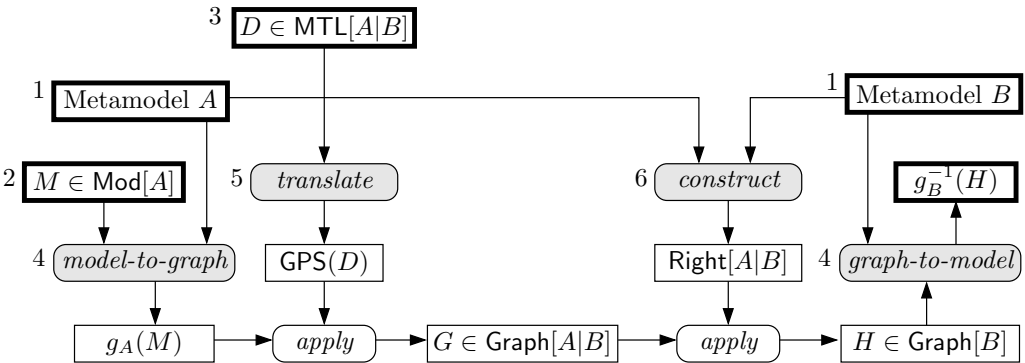 3 D ∈ MTL[A|B]
1 Metamodel A
1 Metamodel B
2 M ∈ Mod[A]
5 translate
6 construct
g_B^{-1}(H)
4 model-to-graph
GPS(D)
Right[A|B]
4 graph-to-model
g_A(M)
apply
G ∈ Graph[A|B]
apply
H ∈ Graph[B]